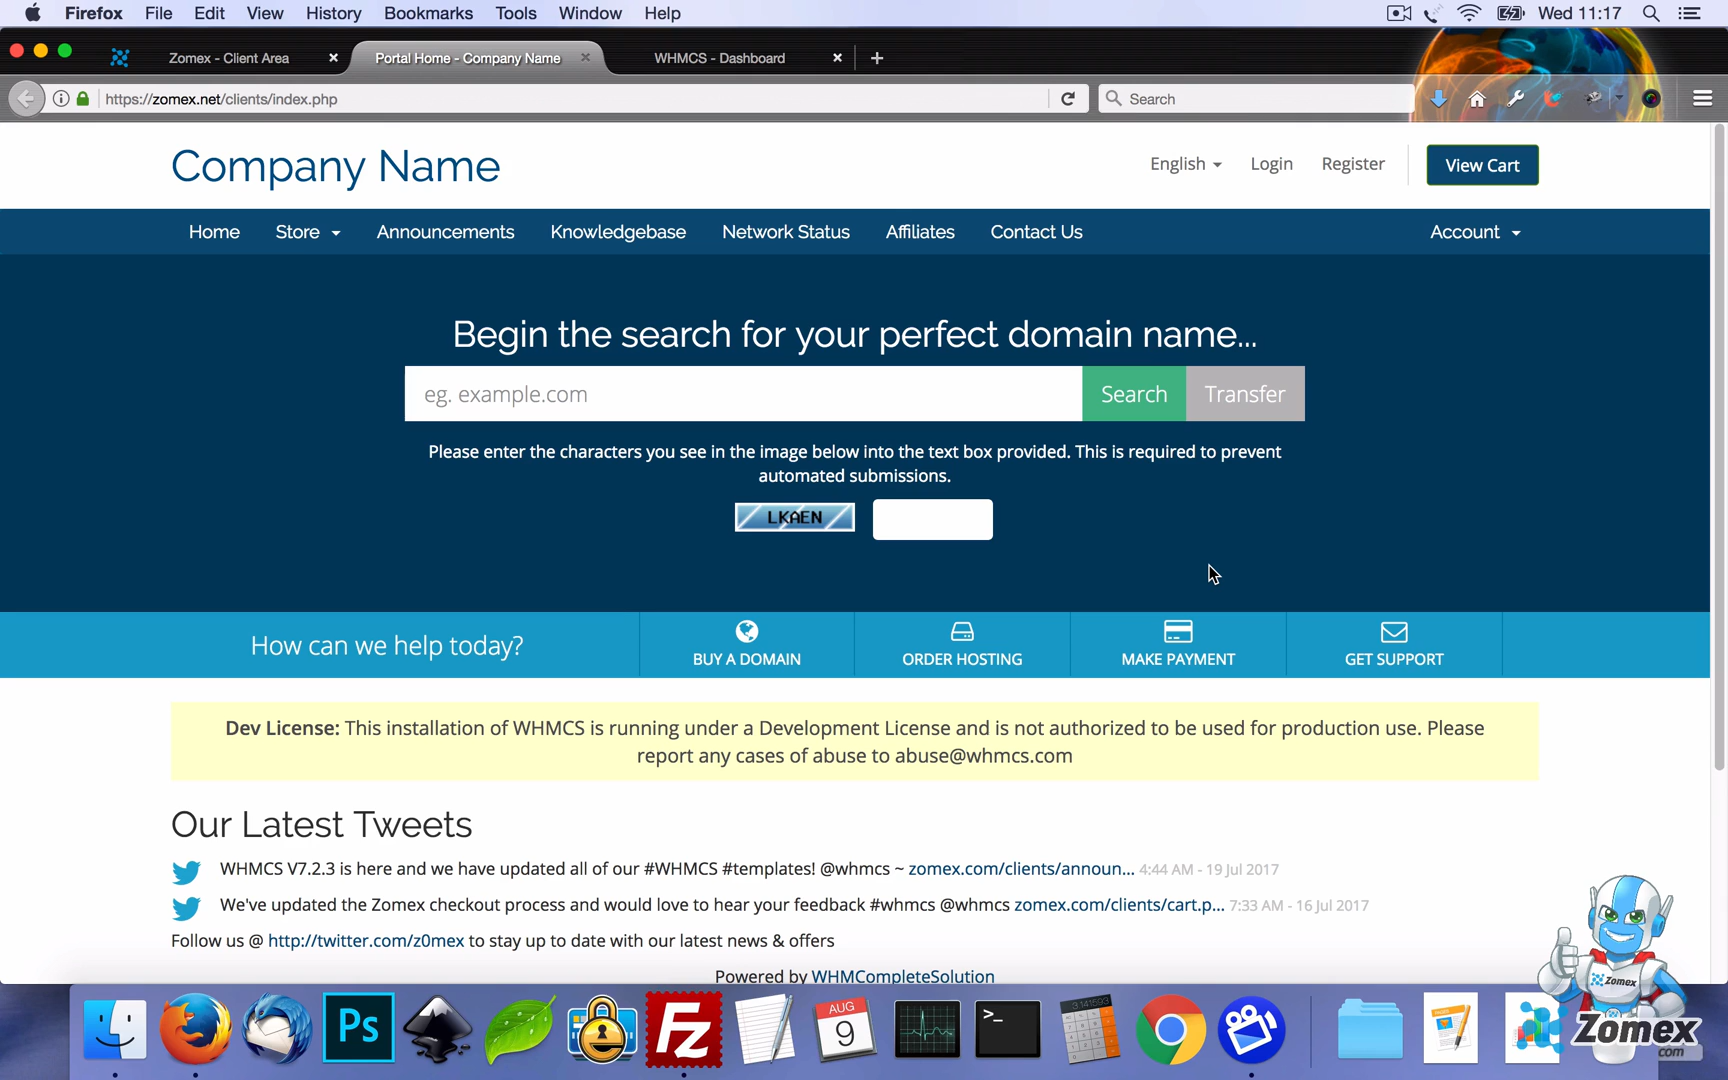 Firefox File Edit View History Bookmarks Tools Window Help Wed 11:17
Zomex - Client Area Portal Home - Company Name WHMCS - Dashboard
https://zomex.net/clients/index.php Search
Company Name English Login Register View Cart
Home Store Announcements Knowledgebase Network Status Affiliates Contact Us Account
Begin the search for your perfect domain name...
eg. example.com Search Transfer
Please enter the characters you see in the image below into the text box provided. This is required to prevent
automated submissions.
LKAEN
How can we help today? BUY A DOMAIN ORDER HOSTING MAKE PAYMENT GET SUPPORT
Dev License: This installation of WHMCS is running under a Development License and is not authorized to be used for production use. Please
report any cases of abuse to abuse@whmcs.com
Our Latest Tweets
WHMCS V7.2.3 is here and we have updated all of our #WHMCS #templates! @whmcs ~ zomex.com/clients/announ... 4:44 AM - 19 Jul 2017
We've updated the Zomex checkout process and would love to hear your feedback #whmcs @whmcs zomex.com/clients/cart.p... 7:33 AM - 16 Jul 2017
Follow us @ http://twitter.com/z0mex to stay up to date with our latest news & offers
Powered by WHMCompleteSolution
Zomex
Ps Fz AUG 9 >_ 3.141593
Zomex
.com